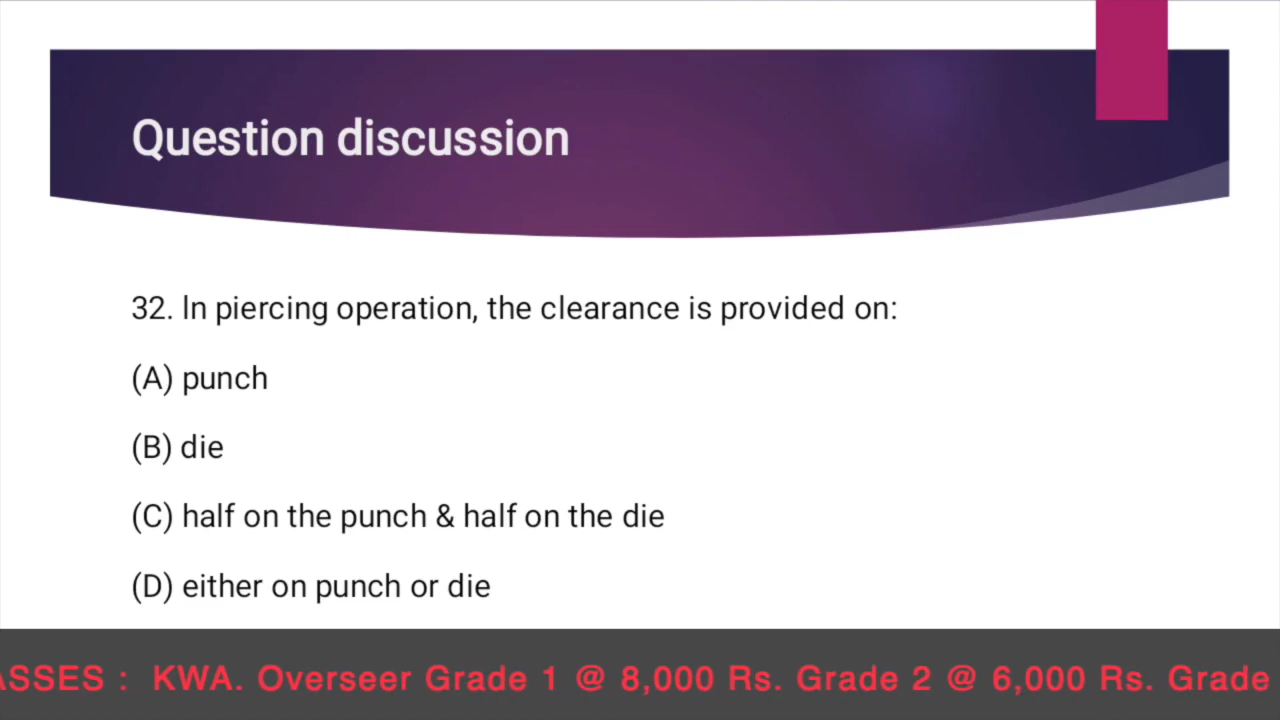 Question discussion
32. In piercing operation, the clearance is provided on:
(A) punch
(B) die
(C) half on the punch & half on the die
(D) either on punch or die
ASSES : KWA. Overseer Grade 1 @ 8,000 Rs. Grade 2 @ 6,000 Rs. Grade